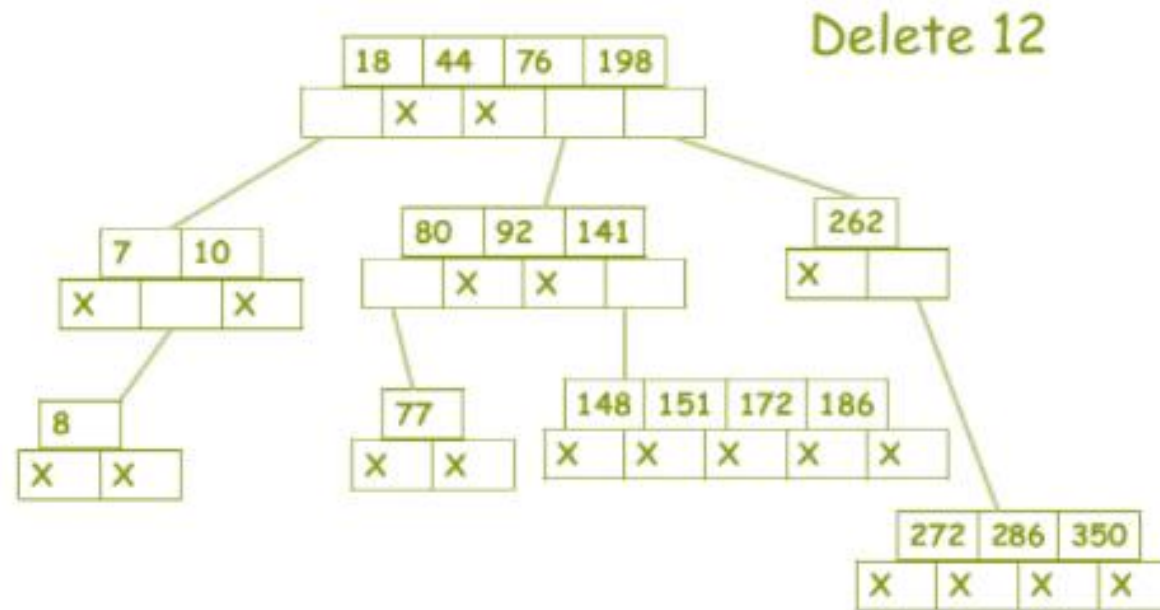 Delete 12
18 44 76 198
X X
7 10
X X
80 92 141
X X
262
X
8
X X
77
X X
148 151 172 186
X X X X X
272 286 350
X X X X